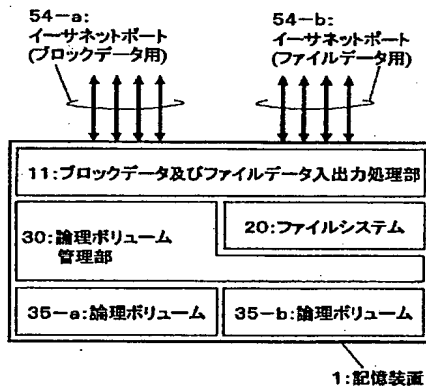 54-a:
イーサネットポート
(ブロックデータ用)
54-b:
イーサネットポート
(ファイルデータ用)
11:ブロックデータ及びファイルデータ入出力処理部
30:論理ボリューム
管理部
20:ファイルシステム
35-a:論理ボリューム
35-b:論理ボリューム
1:記憶装置